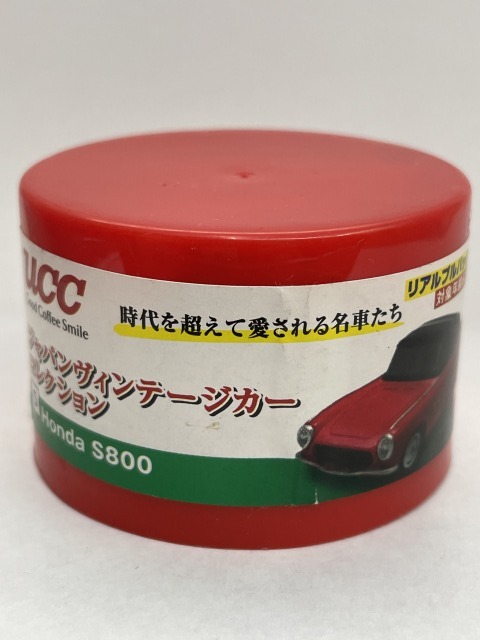 UCC
Good Coffee Smile
時代を超えて愛される名車たち
リアルプルバック
ジャパンヴィンテージカー
コレクション
Honda S800